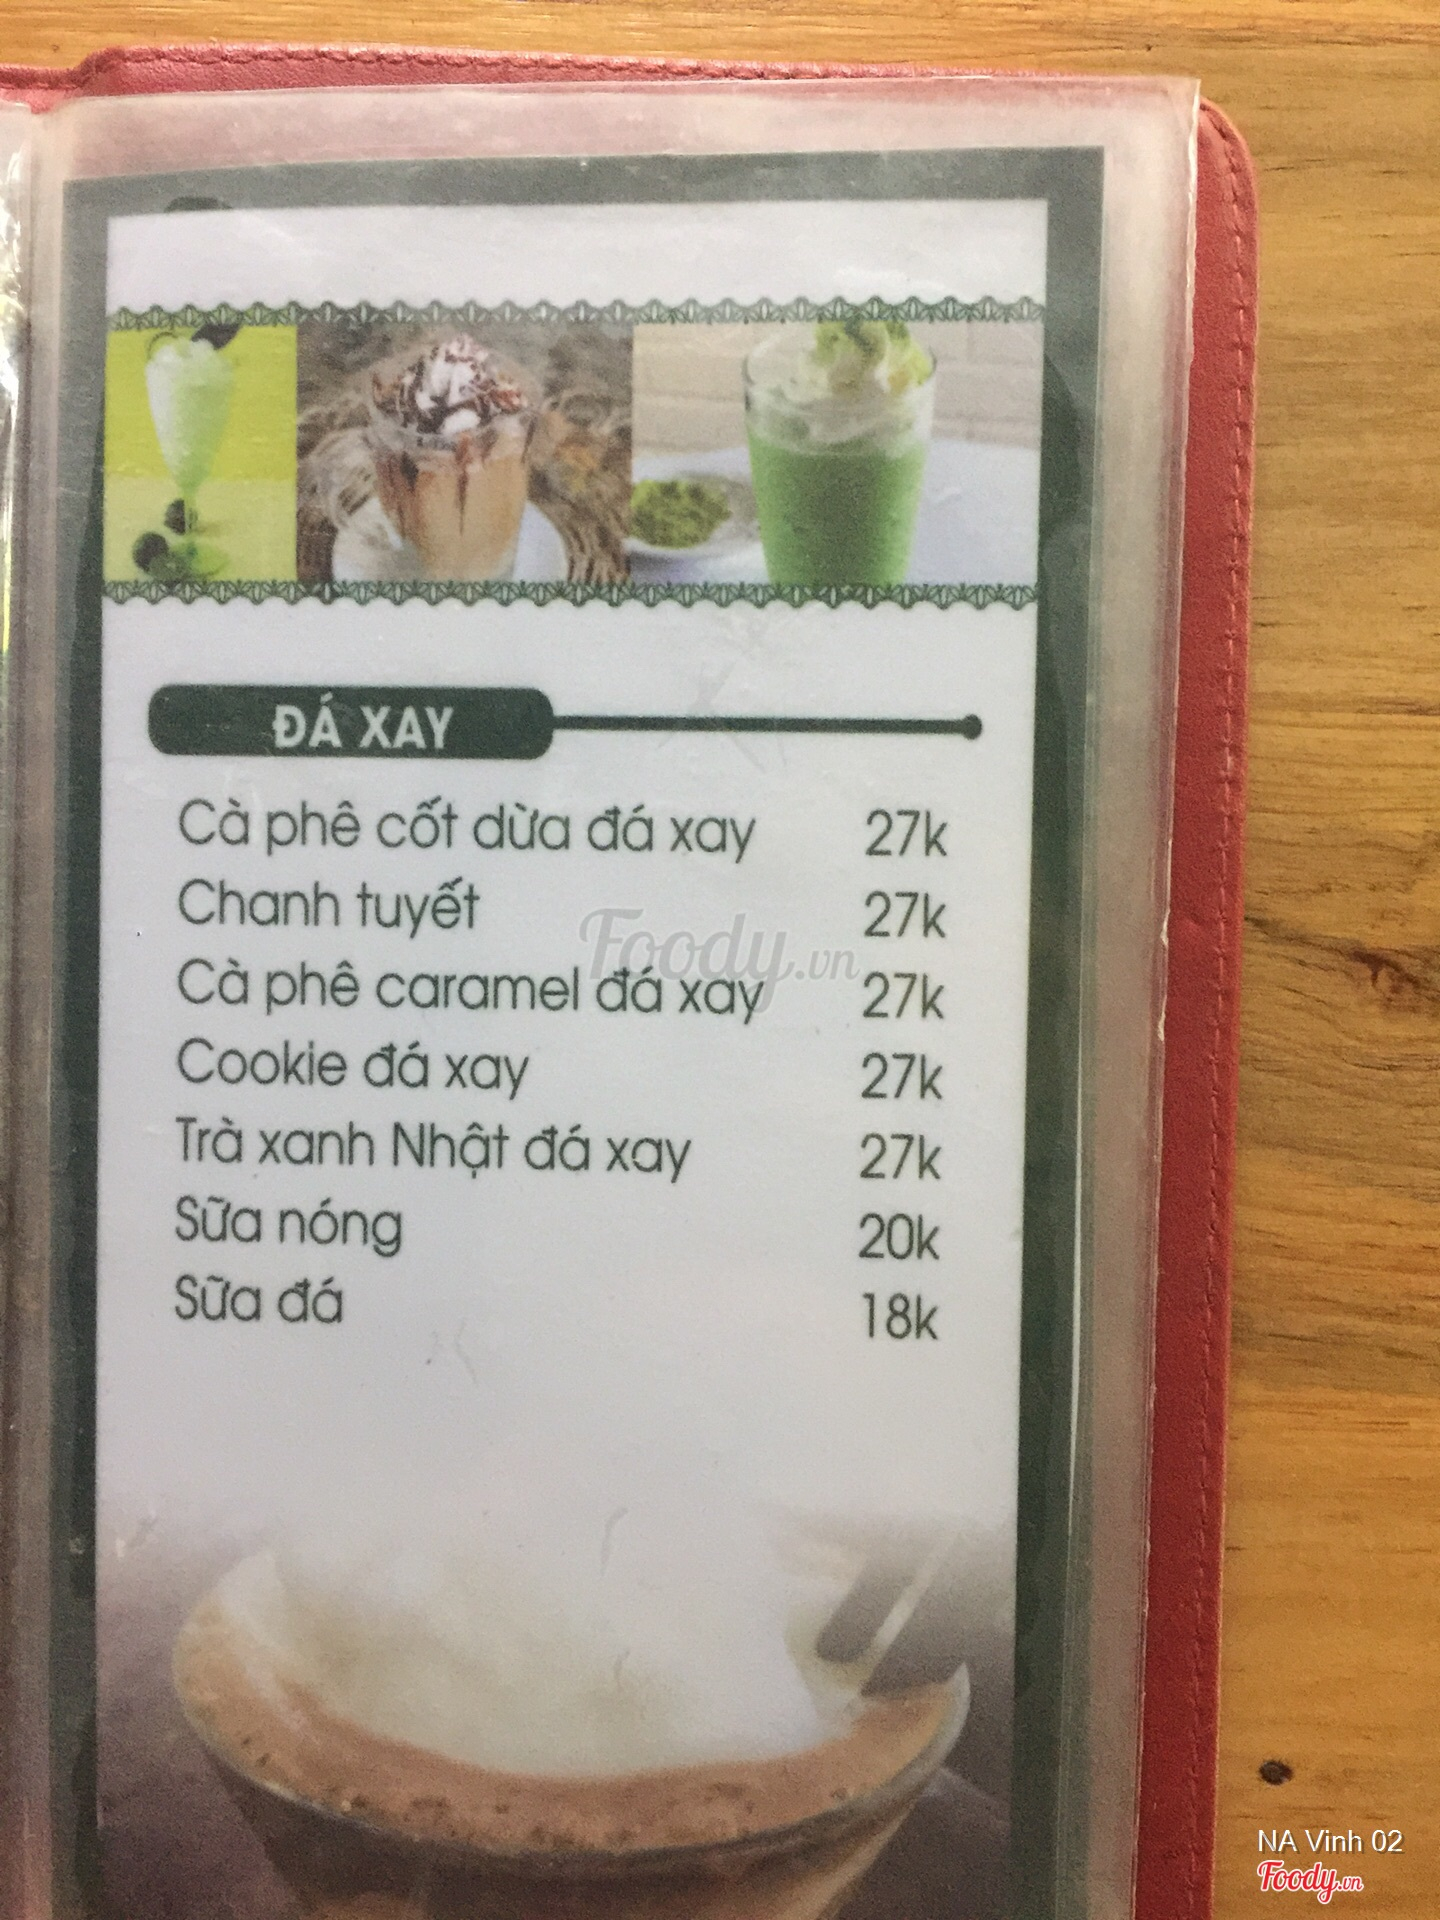 ĐÁ XAY
Cà phê cốt dừa đá xay 27k
Chanh tuyết 27k
Foody.vn
Cà phê caramel đá xay 27k
Cookie đá xay 27k
Trà xanh Nhật đá xay 27k
Sữa nóng 20k
Sữa đá 18k
NA Vinh 02
Foody.vn